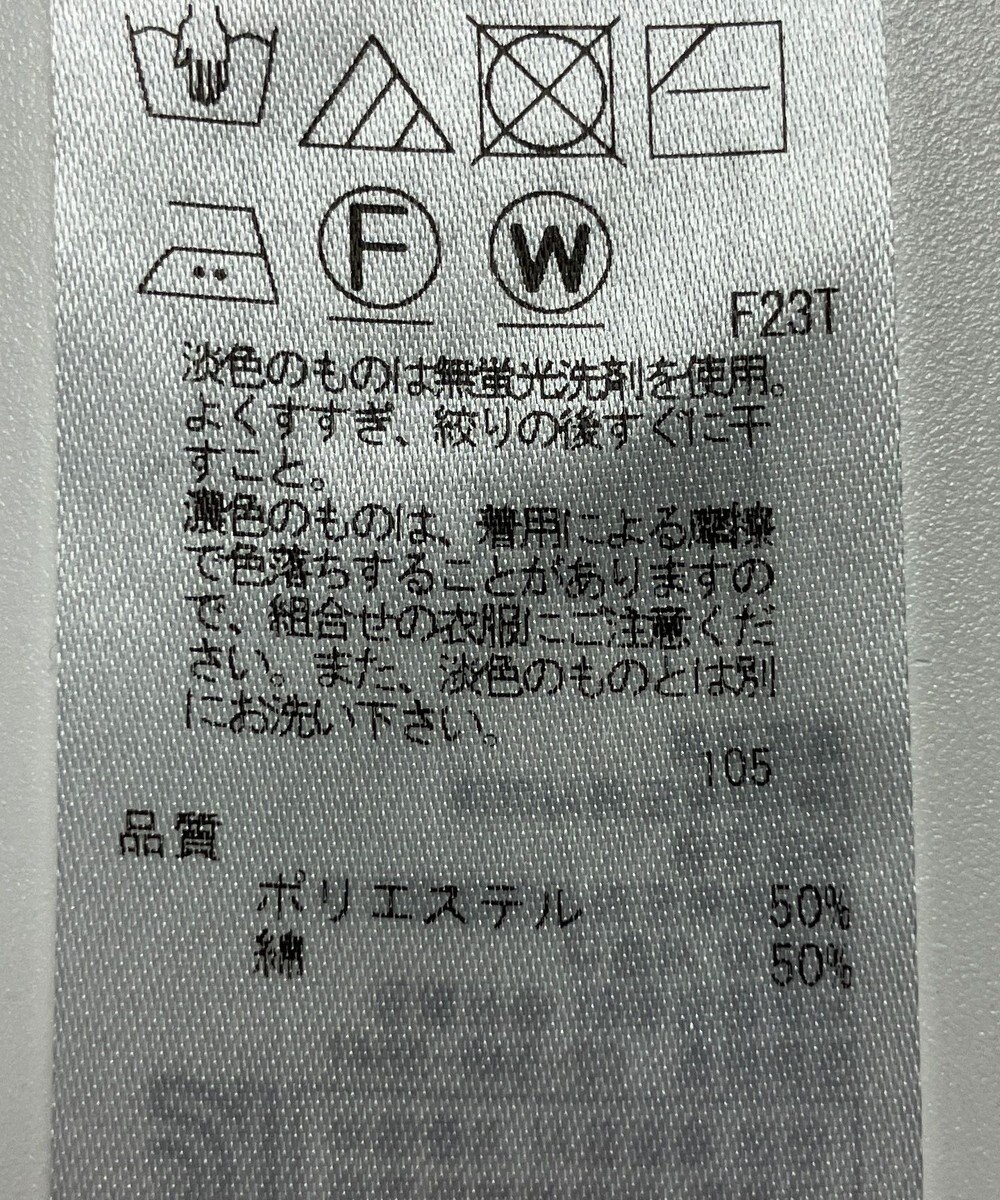 F
W
F23T
淡色のものは無蛍光洗剤を使用。
よくすすぎ、絞りの後すぐに干
すこと。
濃色のものは、着用による摩擦
で色落ちすることがありますの
で、組合せの衣服にご注意くだ
さい。また、淡色のものとは別
にお洗い下さい。
105
品質
ポリエステル 50%
綿 50%